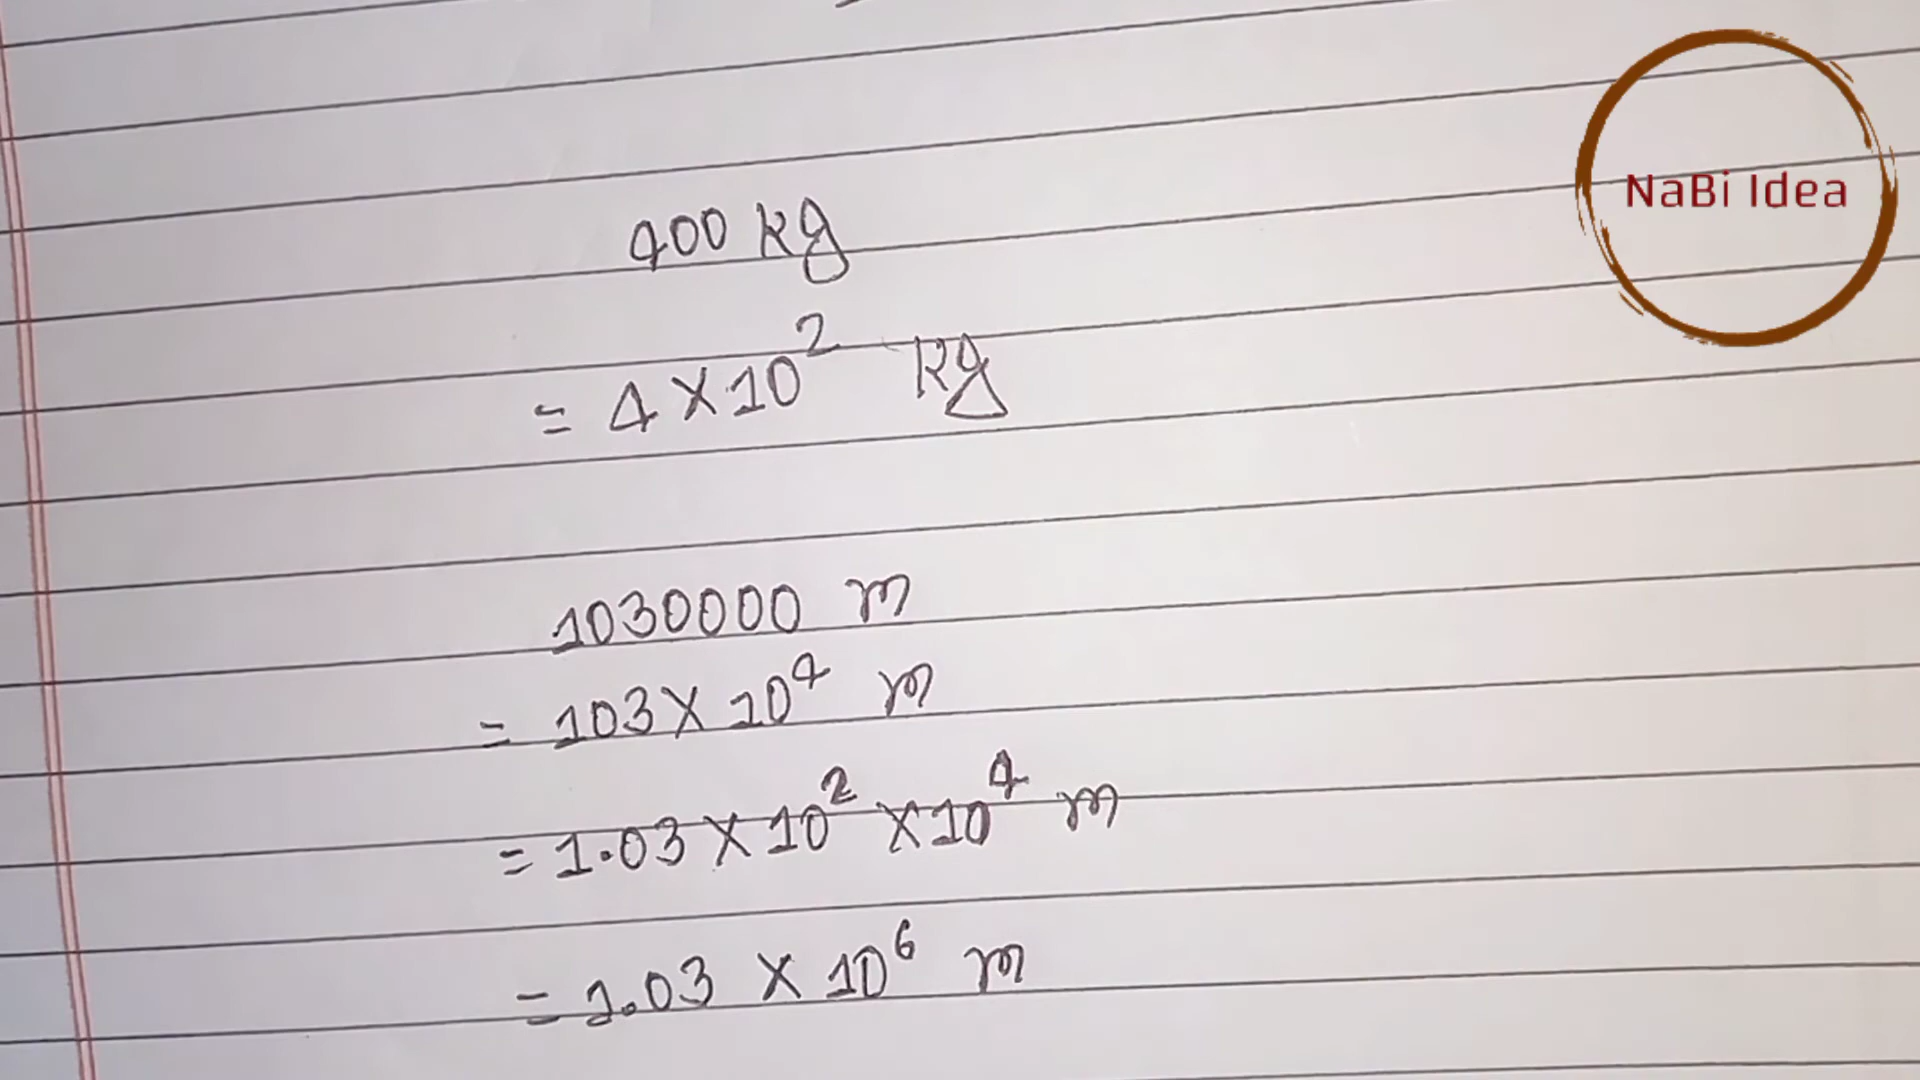 NaBi Idea
400 kg
= 4 × 10² kg
1030000 m
= 103 × 10⁴ m
= 1.03 × 10² × 10⁴ m
= 1.03 × 10⁶ m